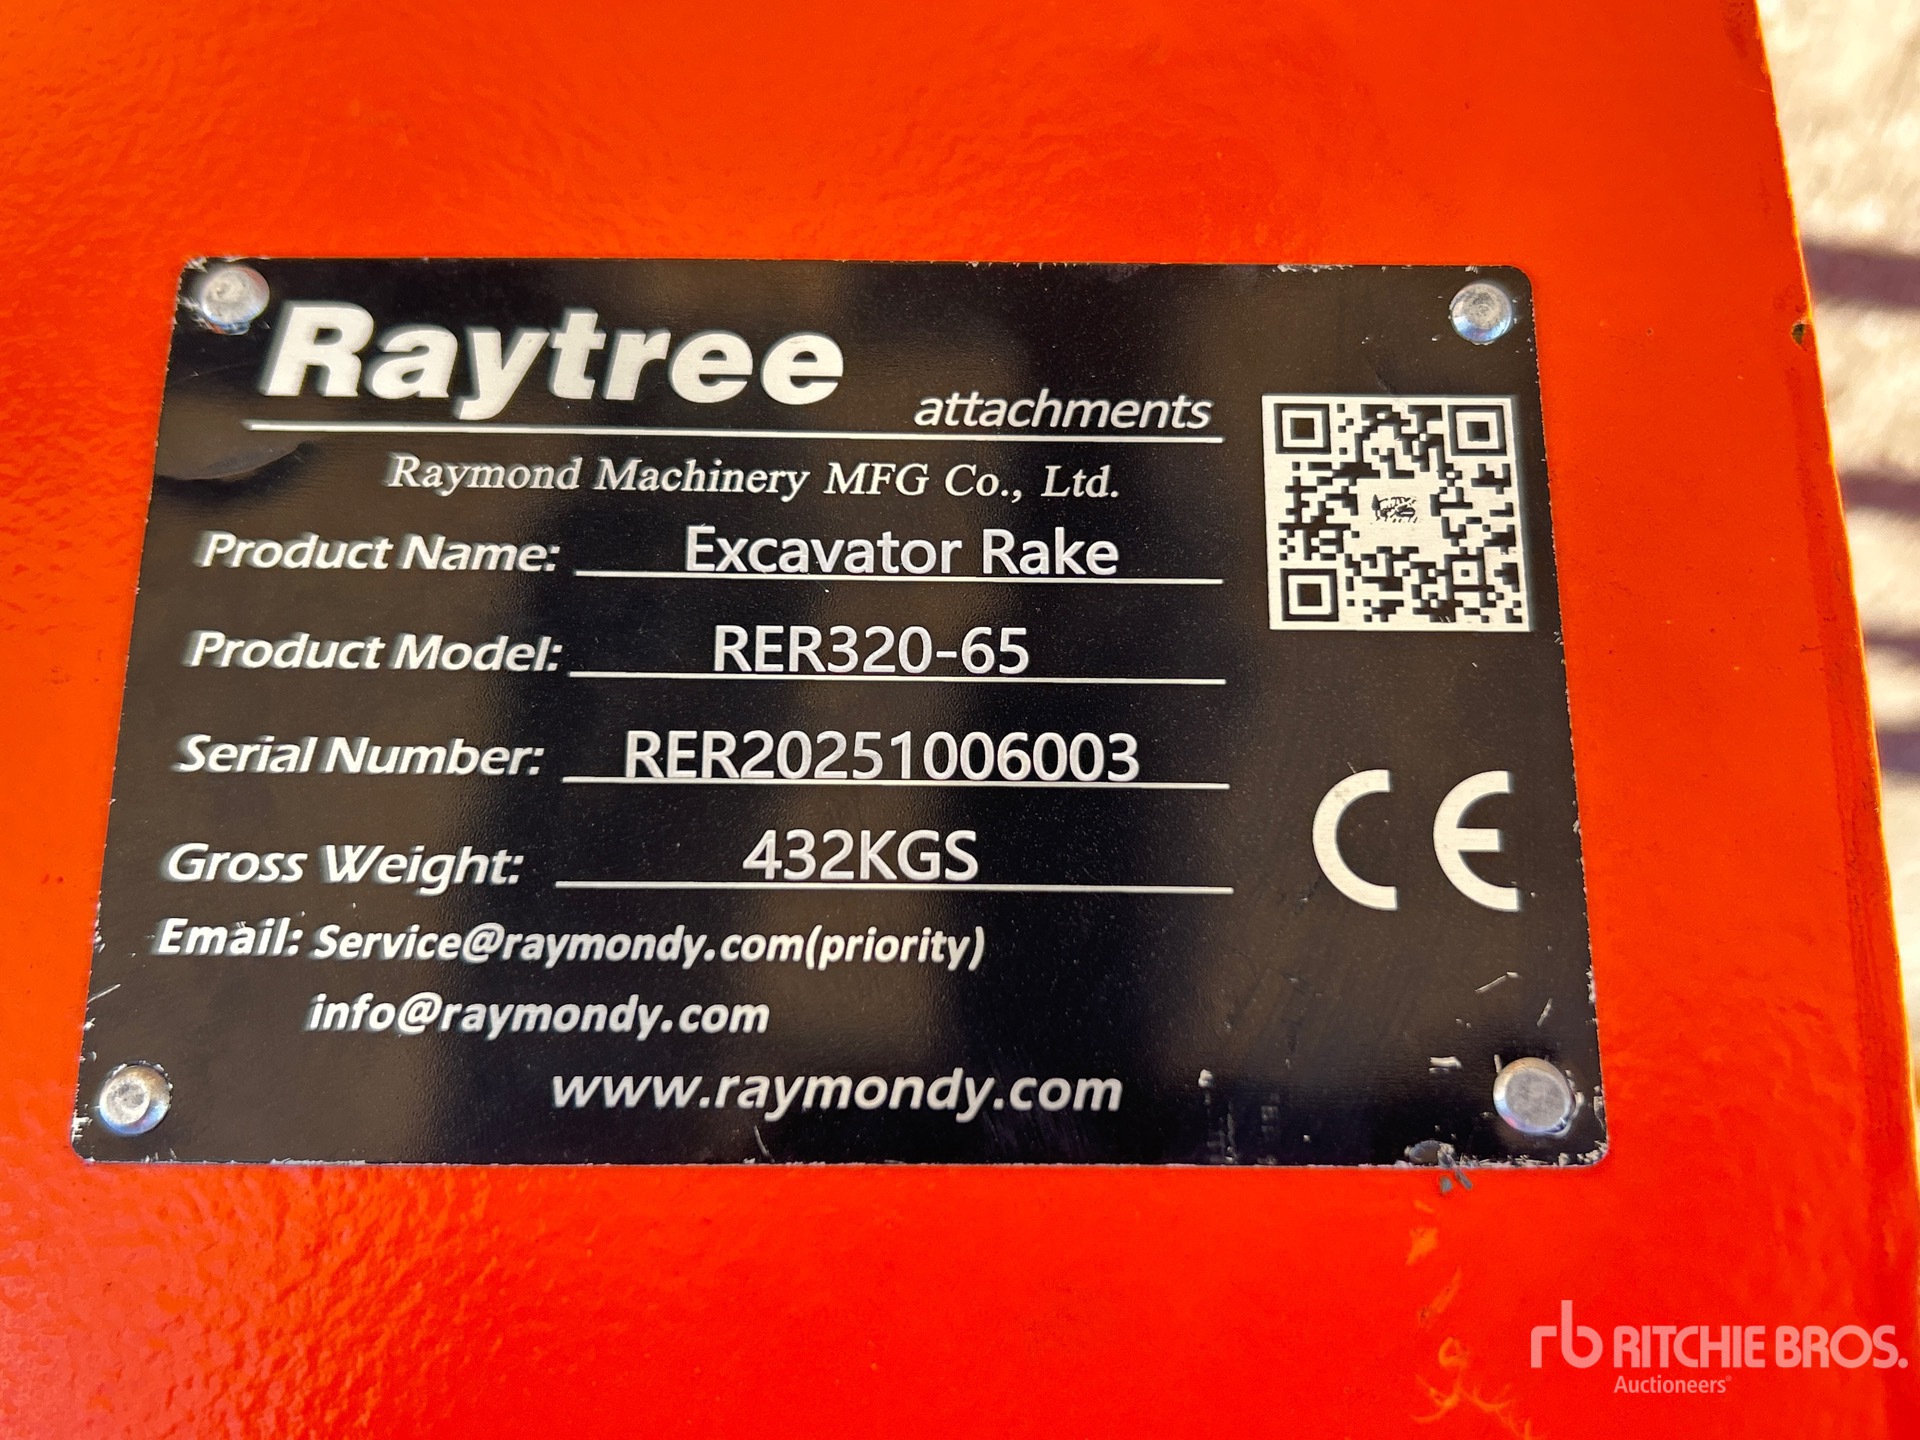 Raytree
attachments
Raymond Machinery MFG Co., Ltd.
Product Name: Excavator Rake
Product Model: RER320-65
Serial Number: RER20251006003
Gross Weight: 432KGS
CE
Email: Service@raymondy.com(priority)
info@raymondy.com
www.raymondy.com
rb RITCHIE BROS.
Auctioneers